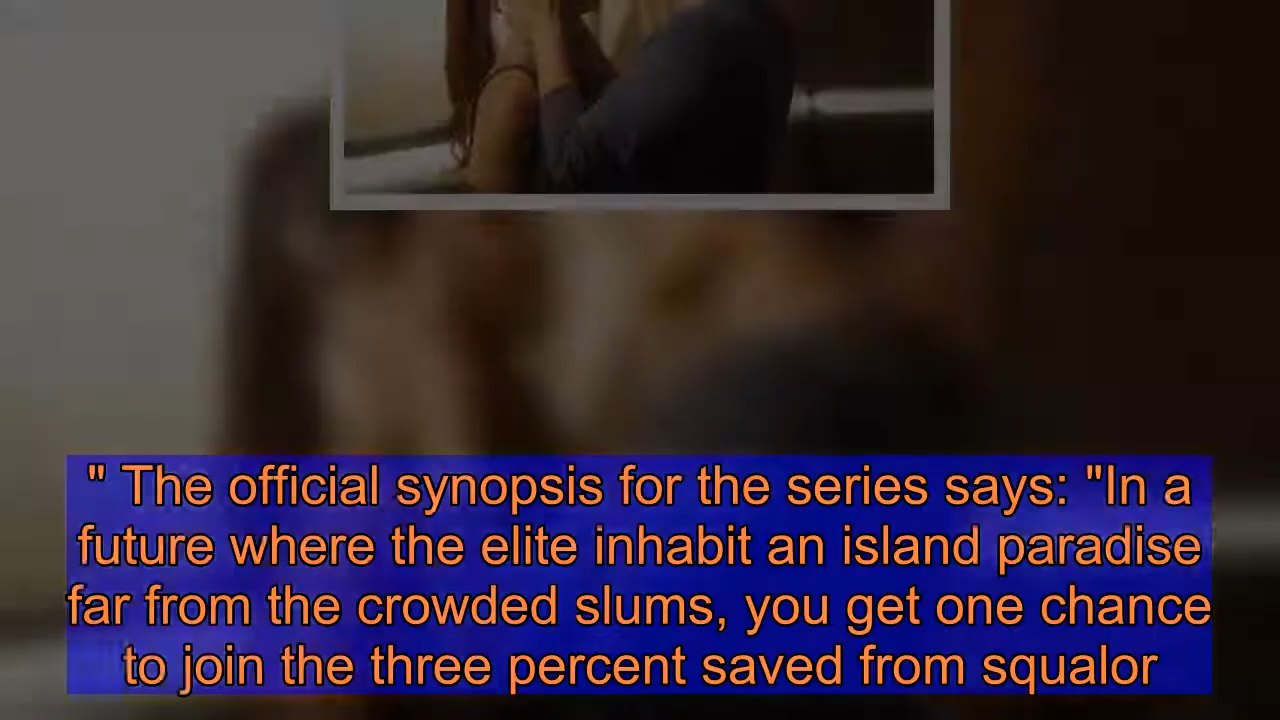 " The official synopsis for the series says: "In a
future where the elite inhabit an island paradise
far from the crowded slums, you get one chance
to join the three percent saved from squalor